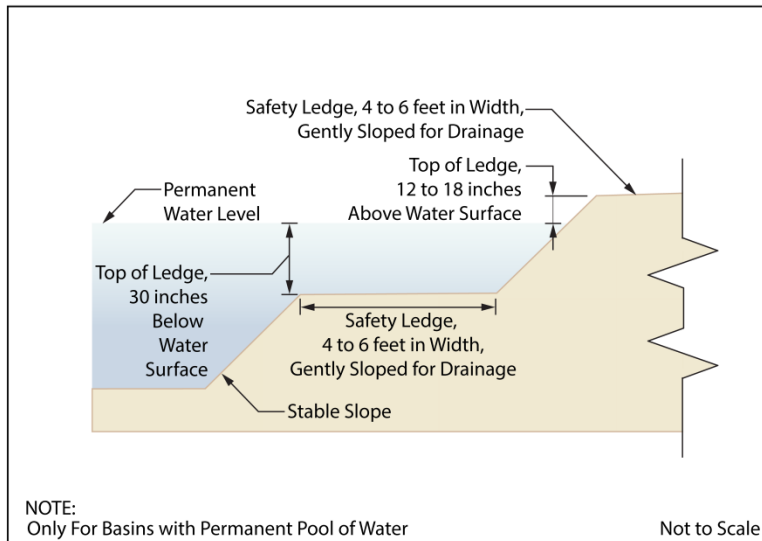 Safety Ledge, 4 to 6 feet in Width,
Gently Sloped for Drainage
Top of Ledge,
12 to 18 inches
Above Water Surface
Permanent
Water Level
Top of Ledge,
30 inches
Below
Water
Surface
Safety Ledge,
4 to 6 feet in Width,
Gently Sloped for Drainage
Stable Slope
NOTE:
Only For Basins with Permanent Pool of Water
Not to Scale